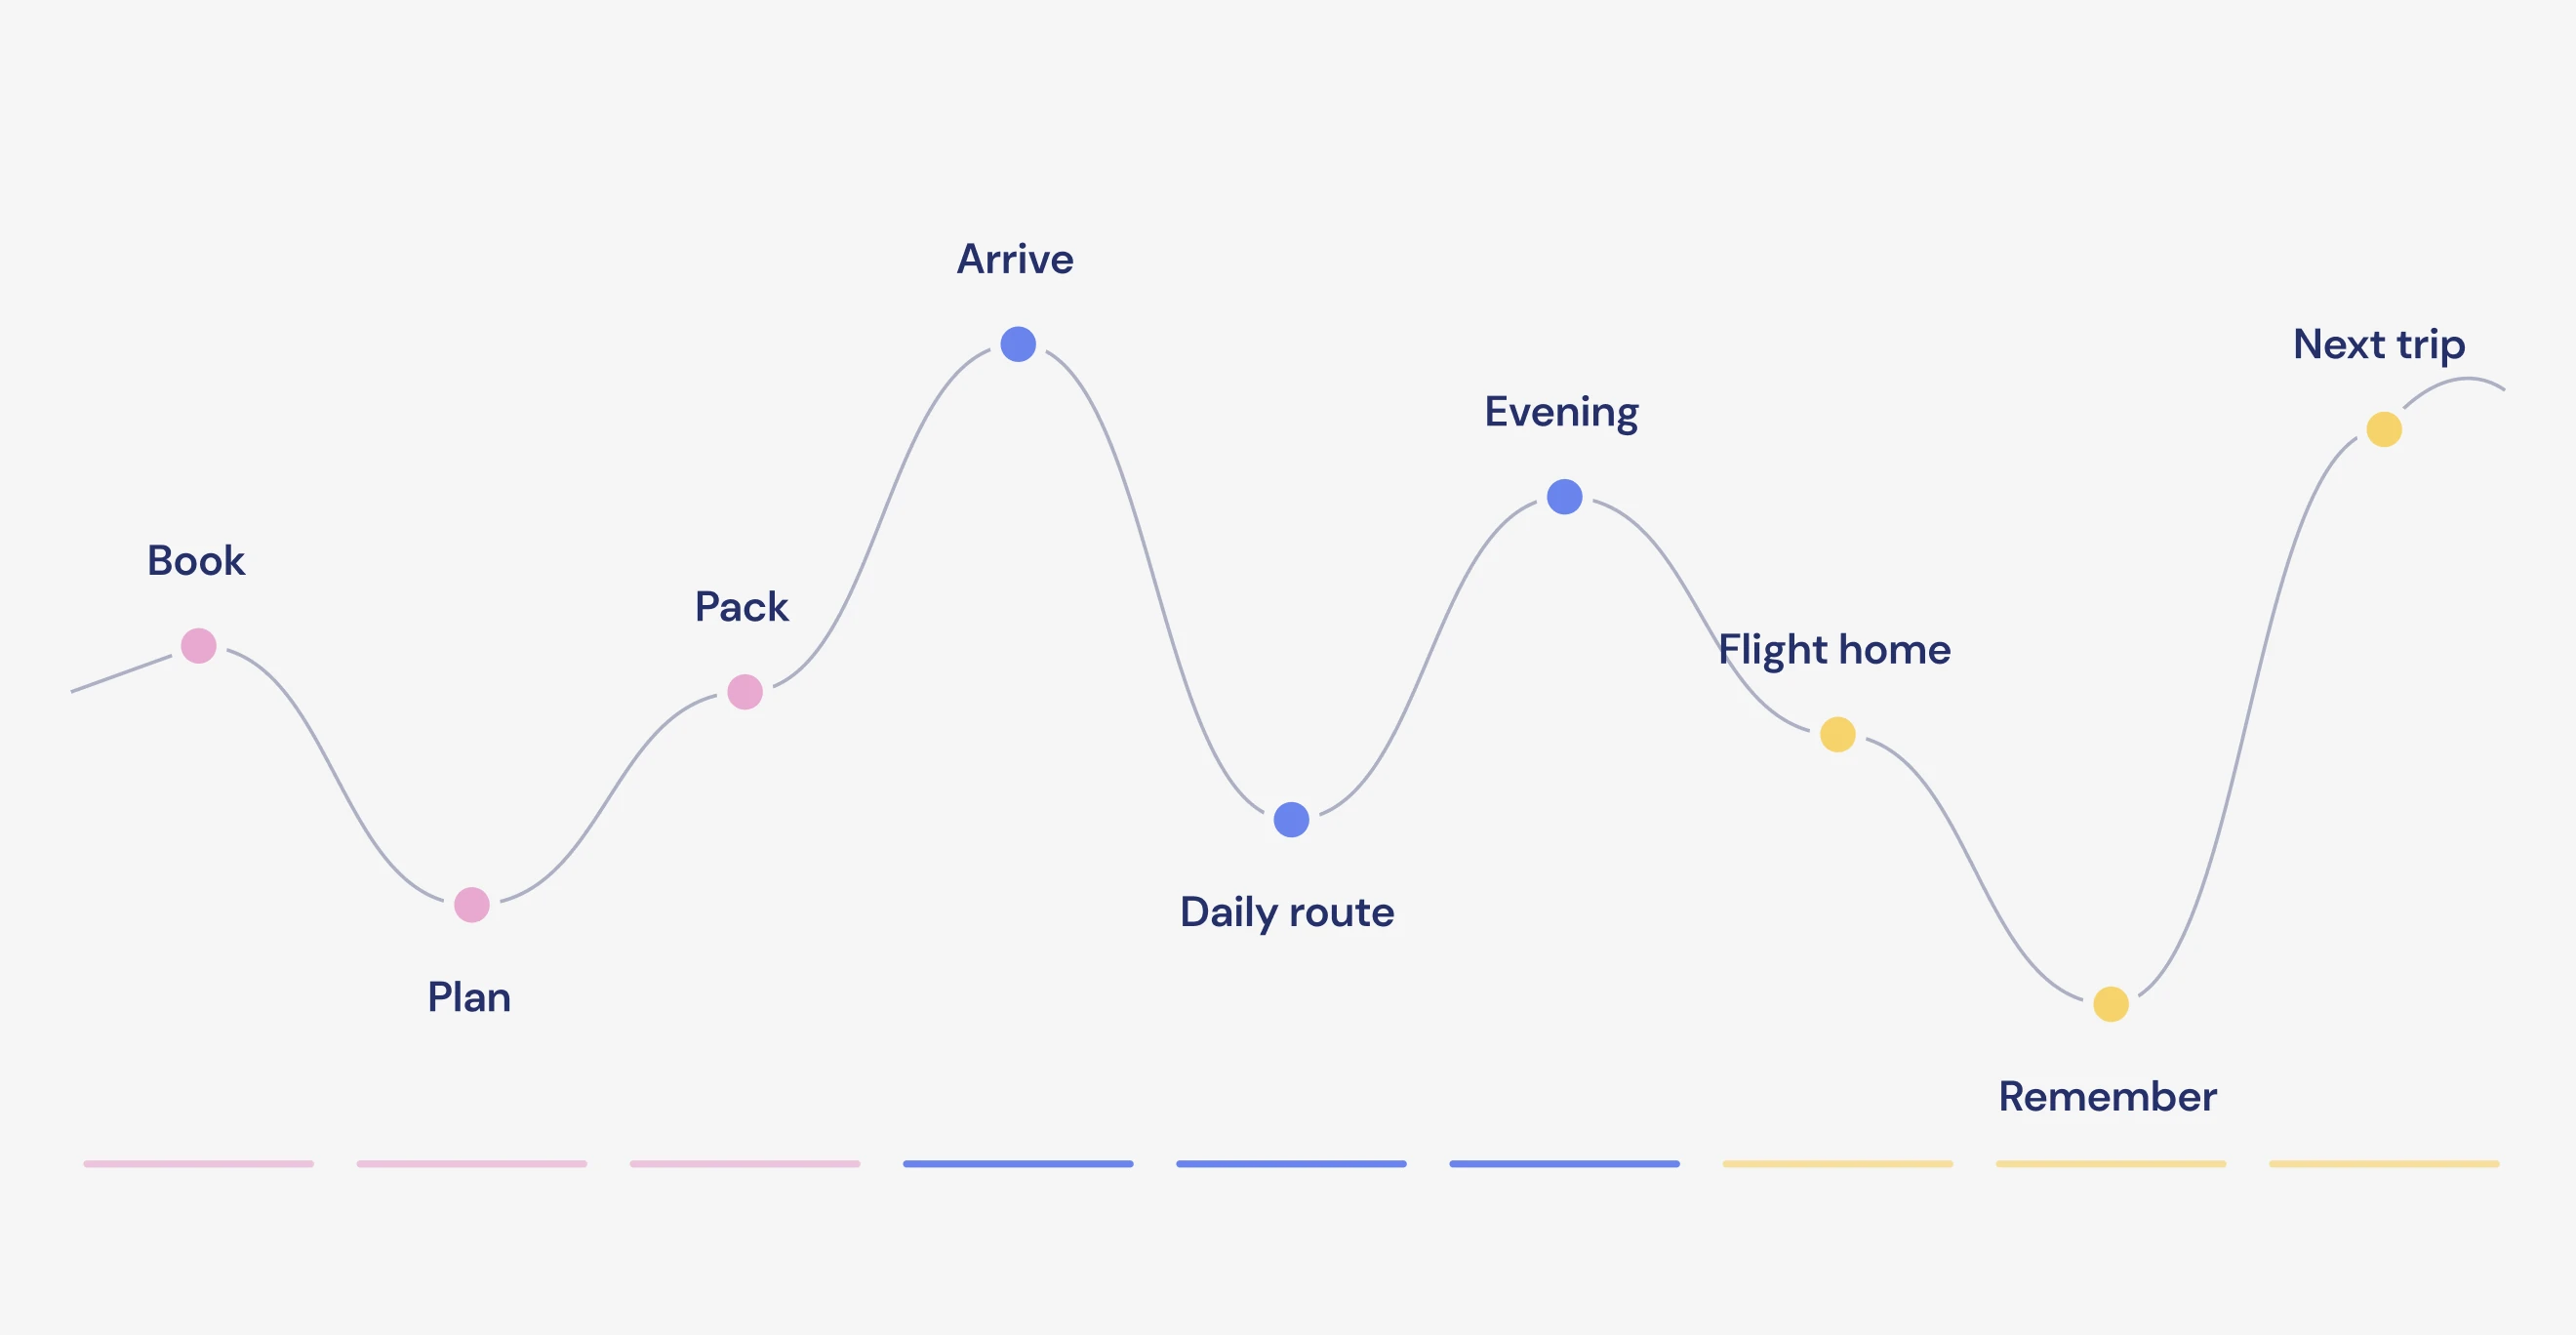 Book
Plan
Pack
Arrive
Daily route
Evening
Flight home
Remember
Next trip